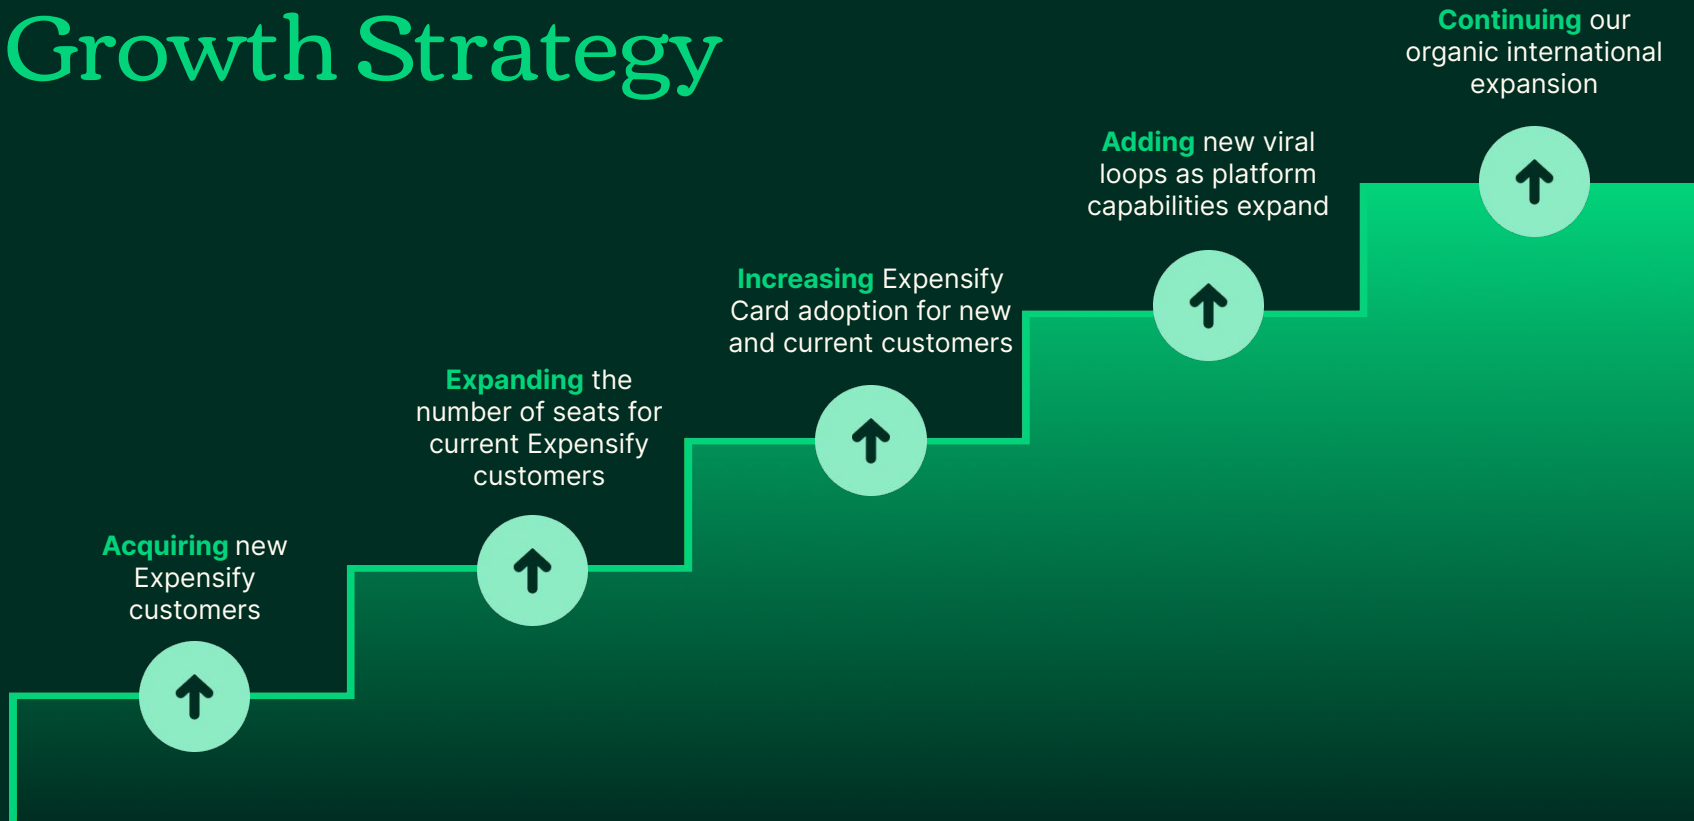 Growth Strategy
Acquiring new
Expensify
customers
Expanding the
number of seats for
current Expensify
customers
Increasing Expensify
Card adoption for new
and current customers
Adding new viral
loops as platform
capabilities expand
Continuing our
organic international
expansion